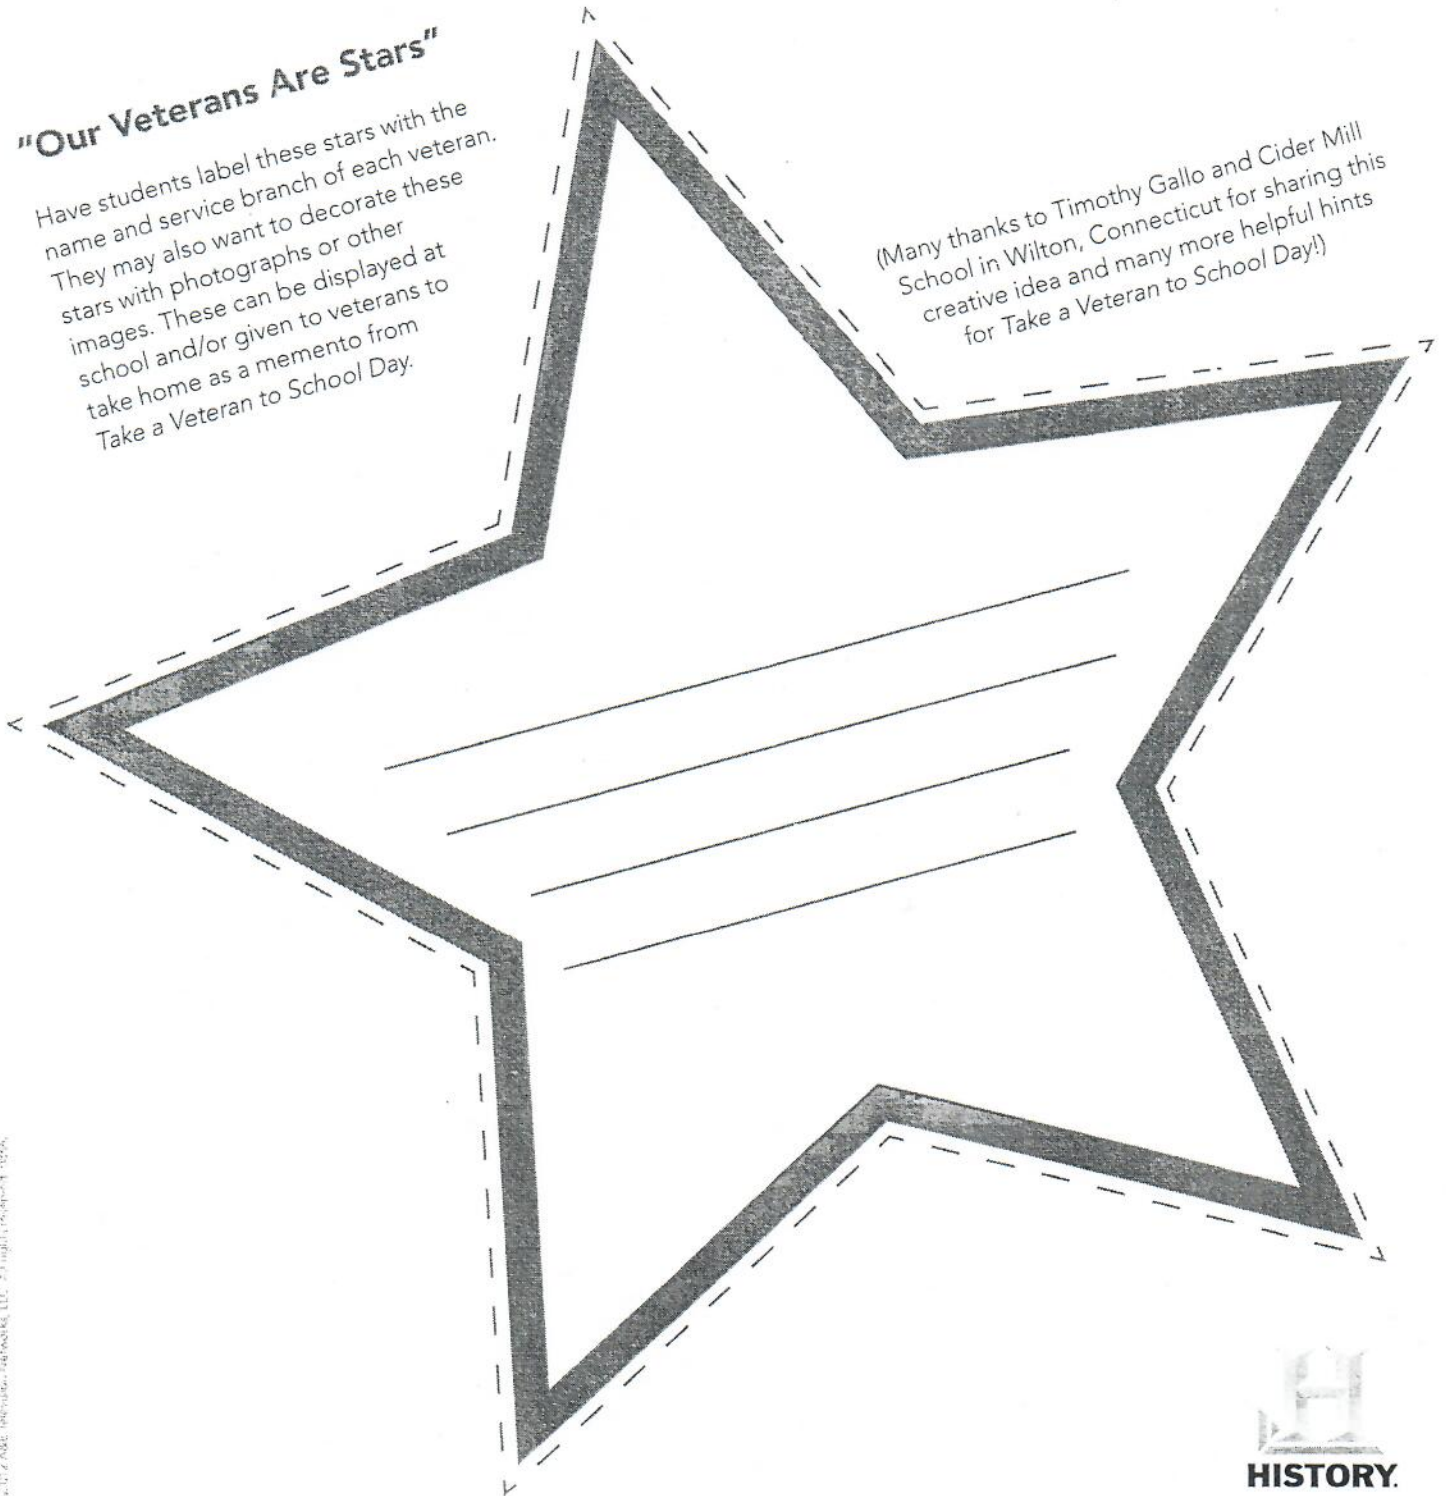 "Our Veterans Are Stars"
Have students label these stars with the
name and service branch of each veteran.
They may also want to decorate these
stars with photographs or other
images. These can be displayed at
school and/or given to veterans to
take home as a memento from
Take a Veteran to School Day.
(Many thanks to Timothy Gallo and Cider Mill
School in Wilton, Connecticut for sharing this
creative idea and many more helpful hints
for Take a Veteran to School Day!)
H
HISTORY.